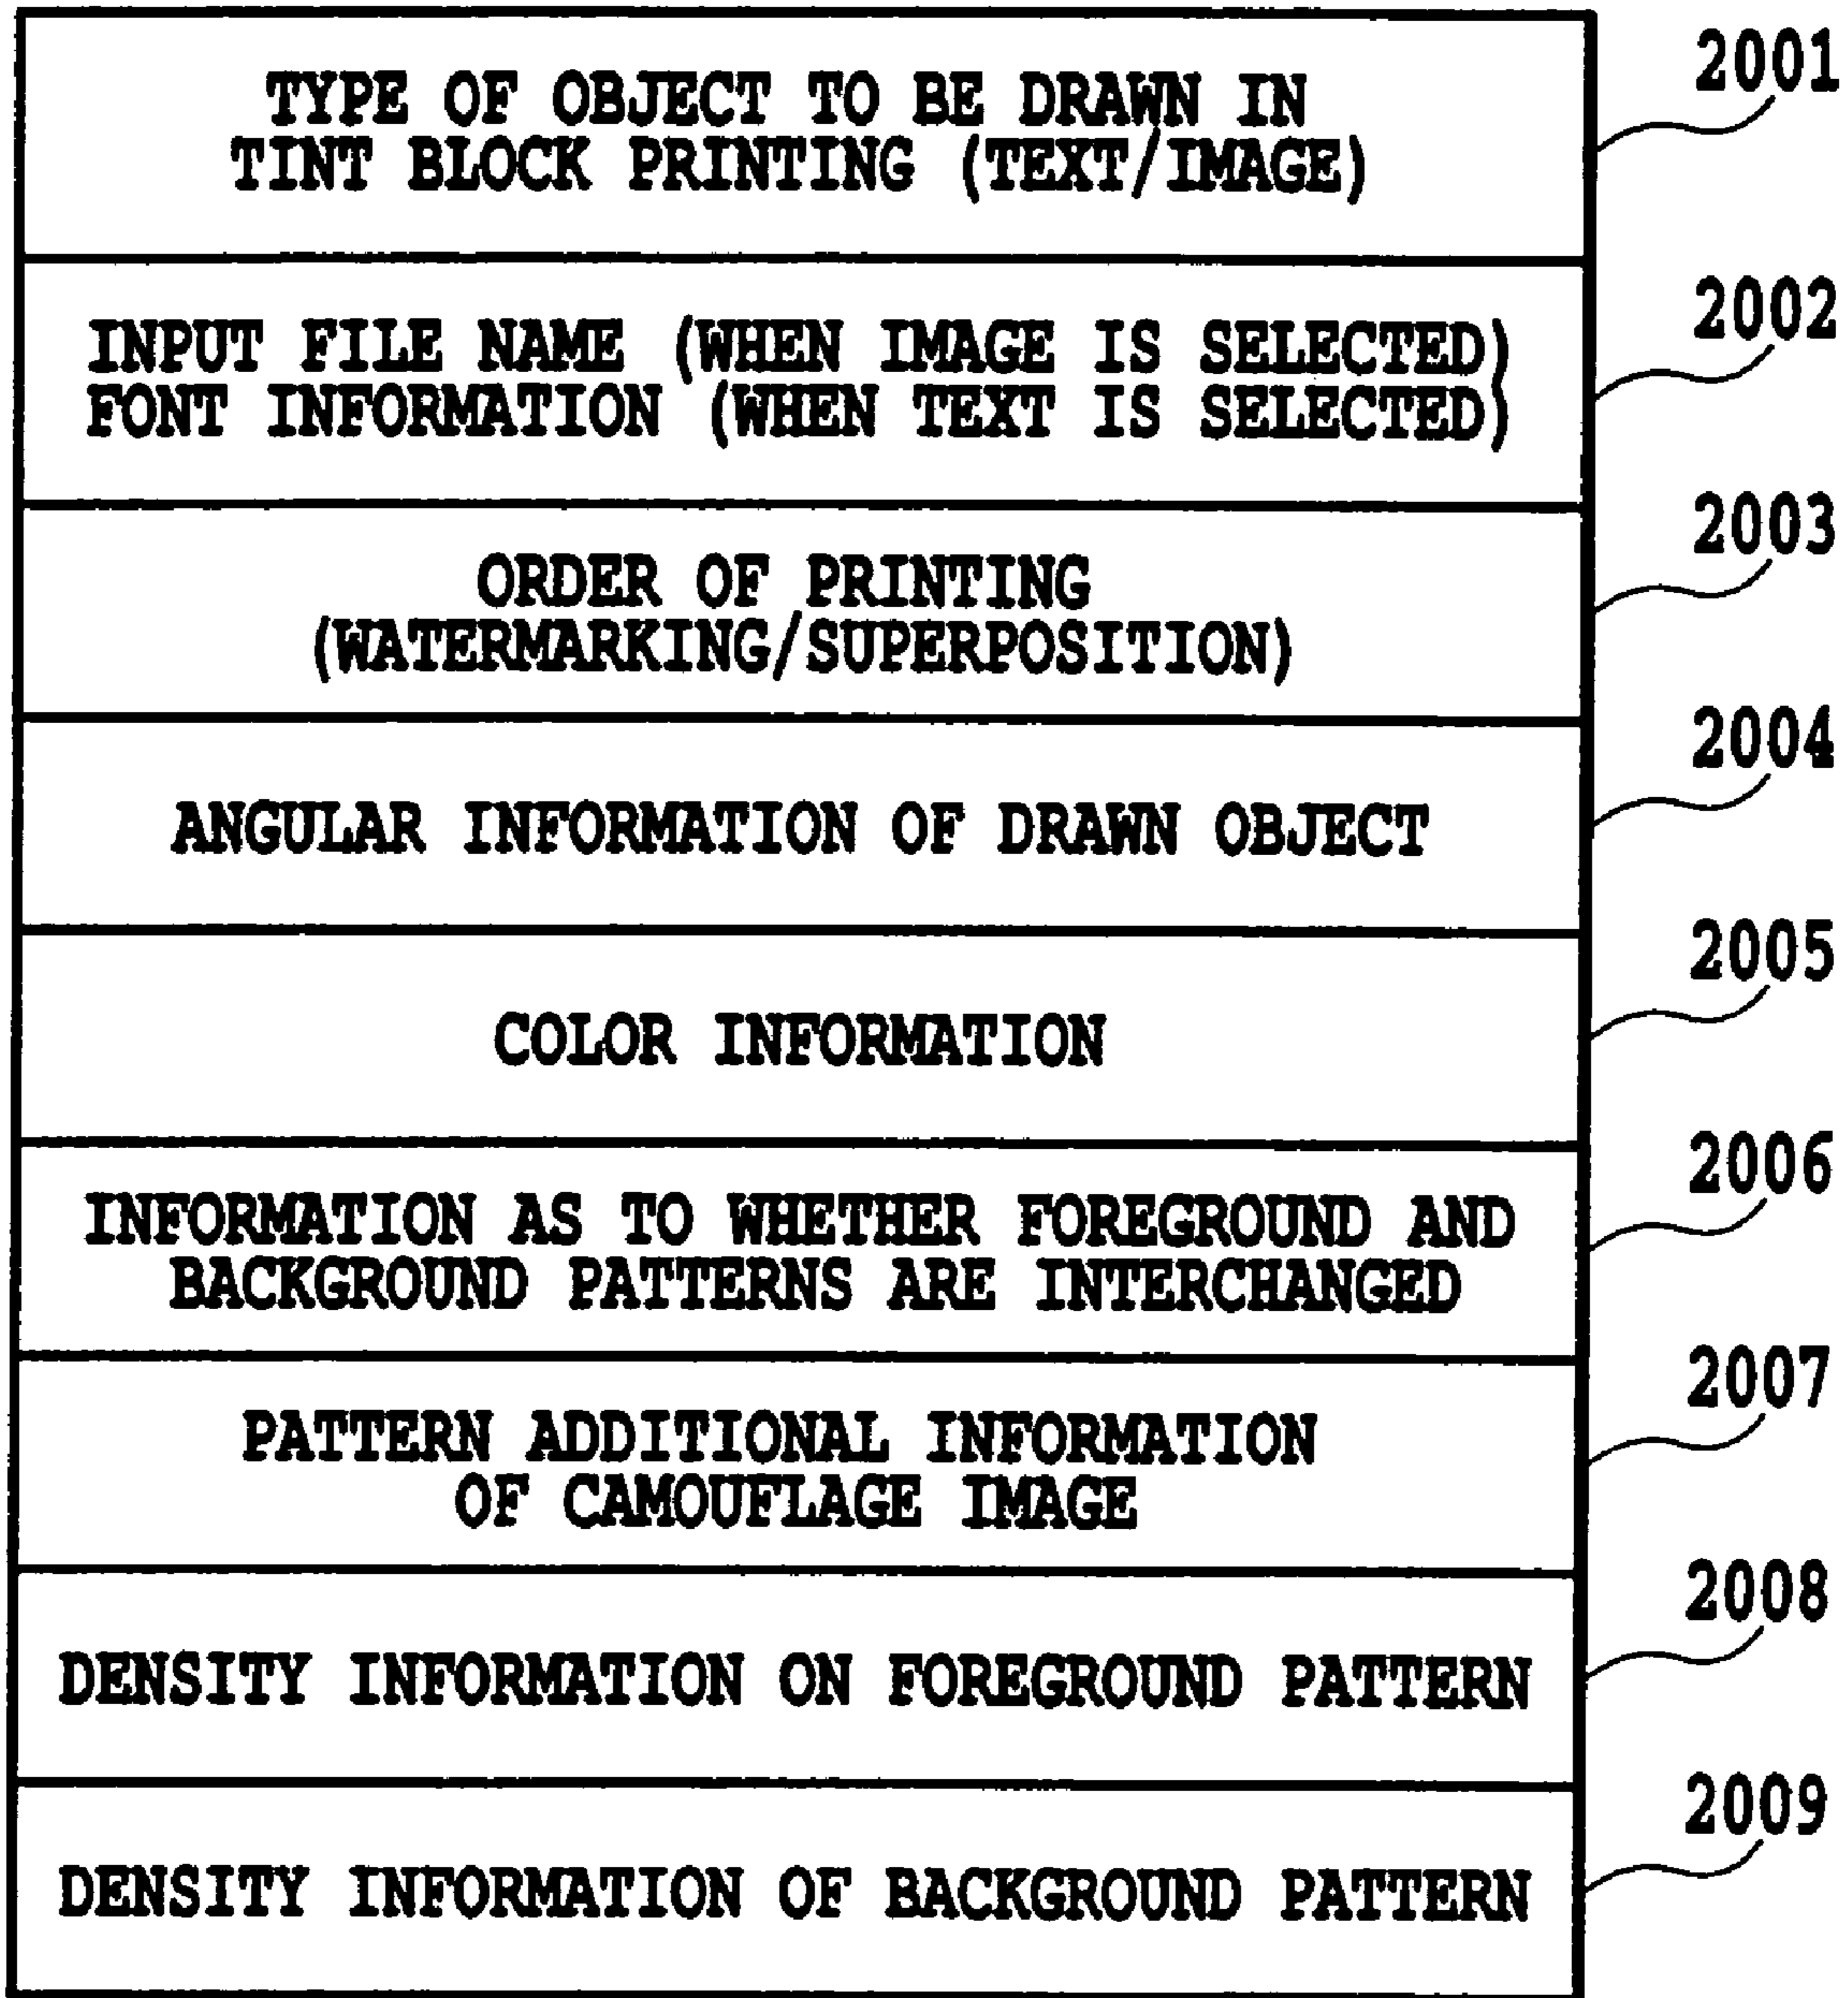 2001
TYPE OF OBJECT TO BE DRAWN IN
TINT BLOCK PRINTING (TEXT/IMAGE)
2002
INPUT FILE NAME (WHEN IMAGE IS SELECTED)
FONT INFORMATION (WHEN TEXT IS SELECTED)
2003
ORDER OF PRINTING
(WATERMARKING/SUPERPOSITION)
2004
ANGULAR INFORMATION OF DRAWN OBJECT
2005
COLOR INFORMATION
2006
INFORMATION AS TO WHETHER FOREGROUND AND
BACKGROUND PATTERNS ARE INTERCHANGED
2007
PATTERN ADDITIONAL INFORMATION
OF CAMOUFLAGE IMAGE
2008
DENSITY INFORMATION ON FOREGROUND PATTERN
2009
DENSITY INFORMATION OF BACKGROUND PATTERN